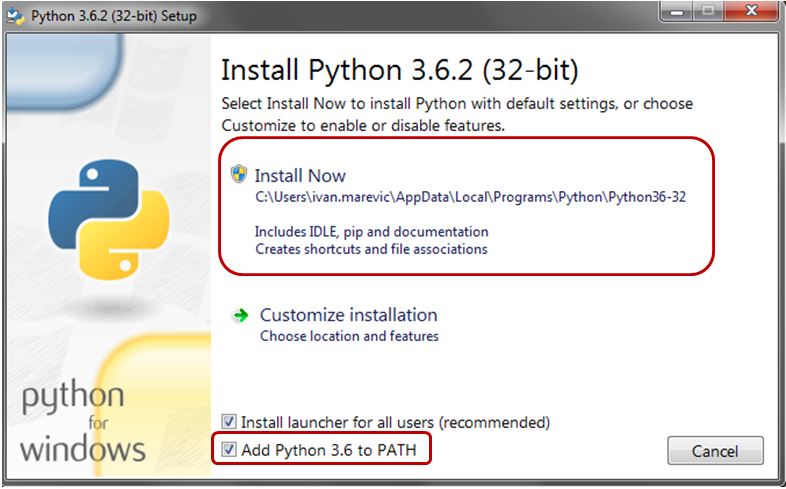 Python 3.6.2 (32-bit) Setup
Install Python 3.6.2 (32-bit)
Select Install Now to install Python with default settings, or choose
Customize to enable or disable features.
Install Now
C:\Users\ivan.marevic\AppData\Local\Programs\Python\Python36-32
Includes IDLE, pip and documentation
Creates shortcuts and file associations
Customize installation
Choose location and features
python
for
windows
Install launcher for all users (recommended)
Add Python 3.6 to PATH
Cancel